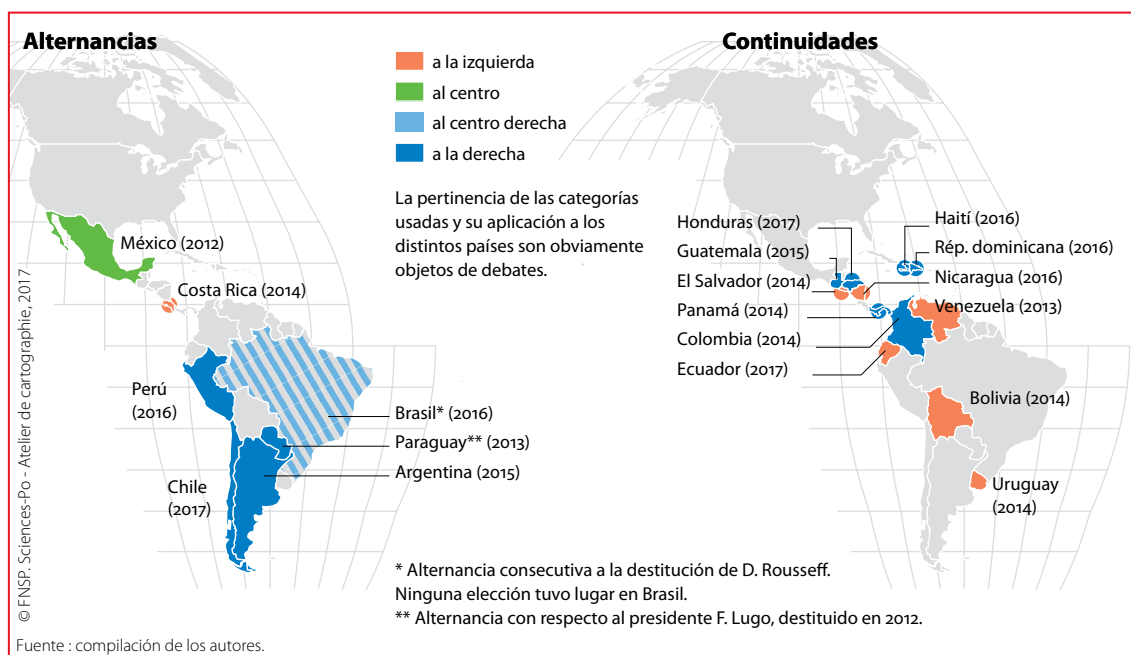 Alternancias
Continuidades
a la izquierda
al centro
al centro derecha
a la derecha
La pertinencia de las categorías
usadas y su aplicación a los
distintos países son obviamente
objetos de debates.
México (2012)
Costa Rica (2014)
Perú
(2016)
Brasil* (2016)
Paraguay** (2013)
Argentina (2015)
Chile
(2017)
Honduras (2017)
Guatemala (2015)
El Salvador (2014)
Panamá (2014)
Colombia (2014)
Ecuador (2017)
Haití (2016)
Rép. dominicana (2016)
Nicaragua (2016)
Venezuela (2013)
Bolivia (2014)
Uruguay
(2014)
* Alternancia consecutiva a la destitución de D. Rousseff.
Ninguna elección tuvo lugar en Brasil.
** Alternancia con respecto al presidente F. Lugo, destituido en 2012.
© FNSP. Sciences-Po - Atelier de cartographie, 2017
Fuente : compilación de los autores.